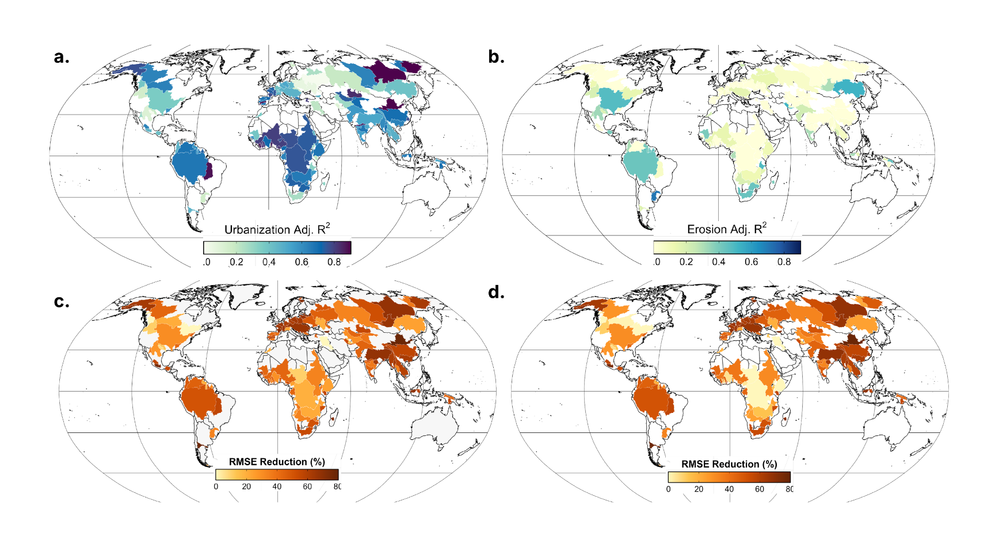 a.
b.
Urbanization Adj. R²
.0 0.2 0.4 0.6 0.8
Erosion Adj. R²
.0 0.2 0.4 0.6 0.8
c.
d.
RMSE Reduction (%)
0 20 40 60 80
RMSE Reduction (%)
0 20 40 60 80